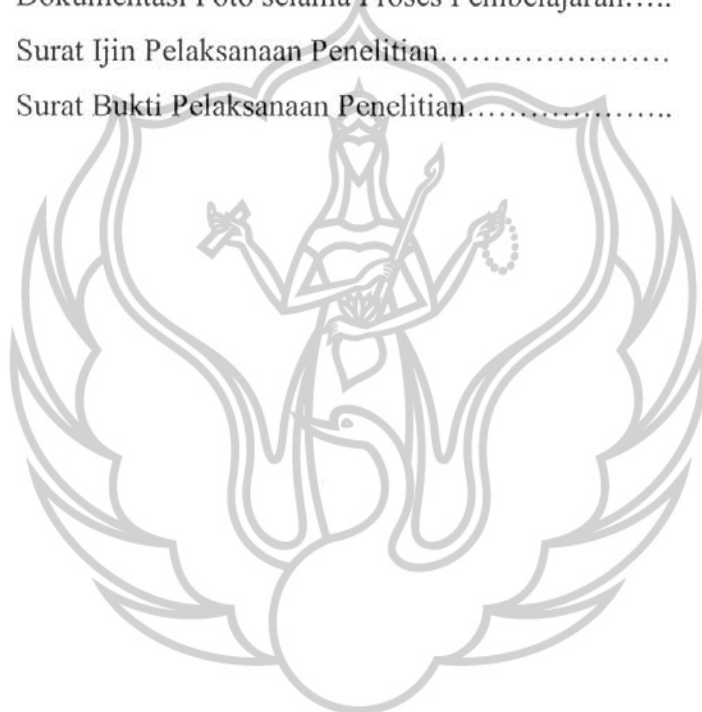 Dokumentasi Foto selama Proses Pembelajaran…..
Surat Ijin Pelaksanaan Penelitian…………………
Surat Bukti Pelaksanaan Penelitian………………..